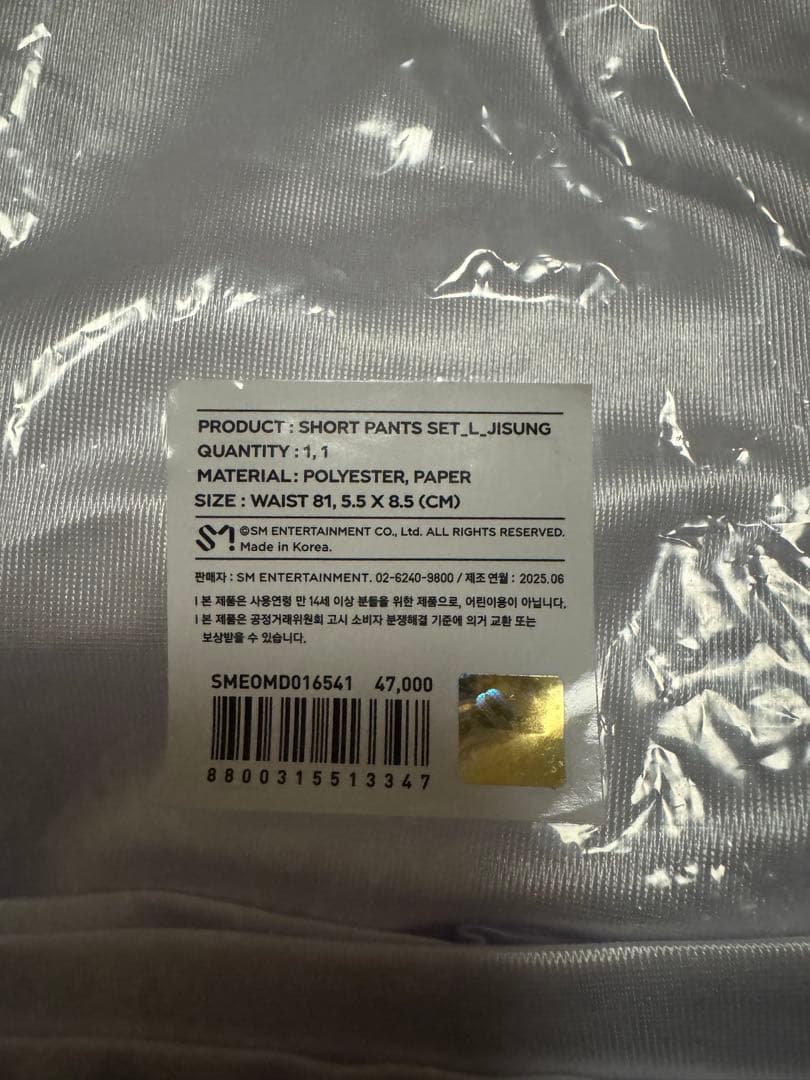 PRODUCT : SHORT PANTS SET_L_JISUNG
QUANTITY : 1, 1
MATERIAL : POLYESTER, PAPER
SIZE : WAIST 81, 5.5 X 8.5 (CM)
SM! ©SM ENTERTAINMENT CO., Ltd. ALL RIGHTS RESERVED.
Made in Korea.
판매자 : SM ENTERTAINMENT. 02-6240-9800 / 제조 연월 : 2025.06
| 본 제품은 사용연령 만 14세 이상 분들을 위한 제품으로, 어린이용이 아닙니다.
| 본 제품은 공정거래위원회 고시 소비자 분쟁해결 기준에 의거 교환 또는
보상받을 수 있습니다.
SMEOMD016541 47,000
8800315513347